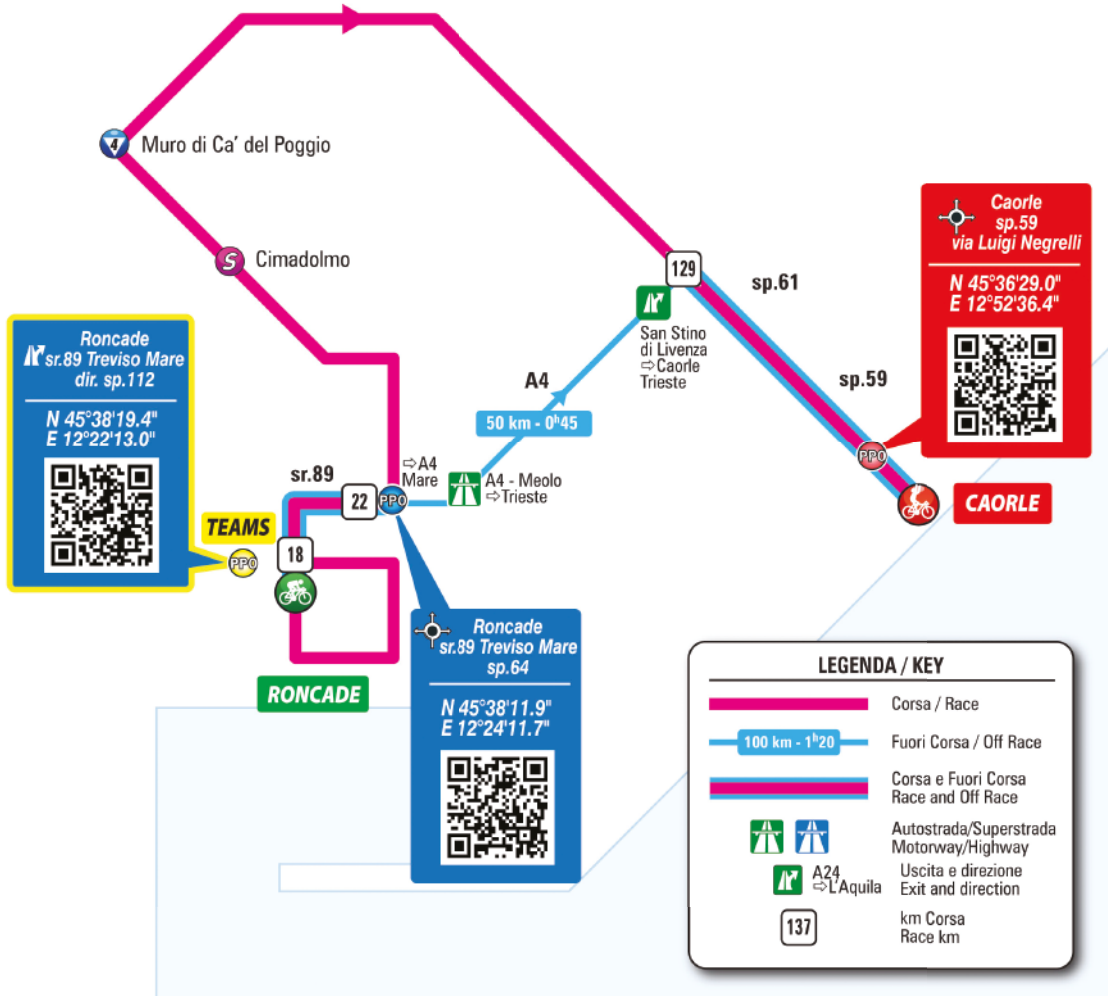 4
Muro di Ca' del Poggio
S
Cimadolmo
129
sp.61
San Stino
di Livenza
⇨Caorle
Trieste
sp.59
A4
50 km - 0ʰ45
Caorle
sp.59
via Luigi Negrelli
N 45°36'29.0"
E 12°52'36.4"
PPO
CAORLE
Roncade
sr.89 Treviso Mare
dir. sp.112
N 45°38'19.4"
E 12°22'13.0"
TEAMS
PPO
sr.89
22
⇨A4
Mare
PPO
A4 - Meolo
⇨Trieste
18
RONCADE
Roncade
sr.89 Treviso Mare
sp.64
N 45°38'11.9"
E 12°24'11.7"
LEGENDA / KEY
Corsa / Race
100 km - 1ʰ20
Fuori Corsa / Off Race
Corsa e Fuori Corsa
Race and Off Race
Autostrada/Superstrada
Motorway/Highway
A24
⇨L'Aquila
Uscita e direzione
Exit and direction
137
km Corsa
Race km